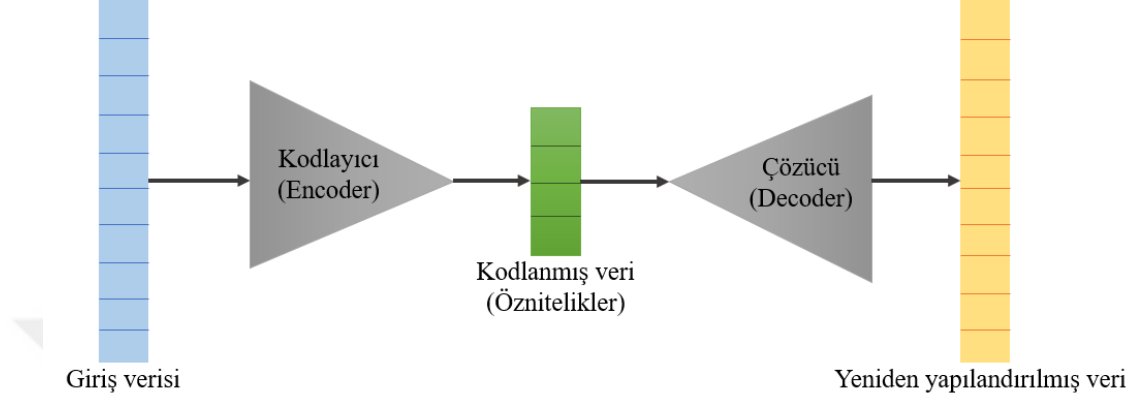 Kodlayıcı
(Encoder)
Çözücü
(Decoder)
Kodlanmış veri
(Öznitelikler)
Giriş verisi
Yeniden yapılandırılmış veri